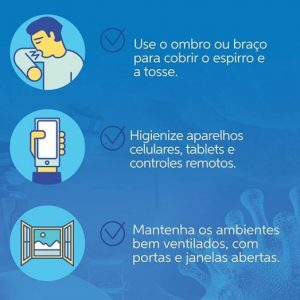 Use o ombro ou braço
para cobrir o espirro e
a tosse.
Higienize aparelhos
celulares, tablets e
controles remotos.
Mantenha os ambientes
bem ventilados, com
portas e janelas abertas.